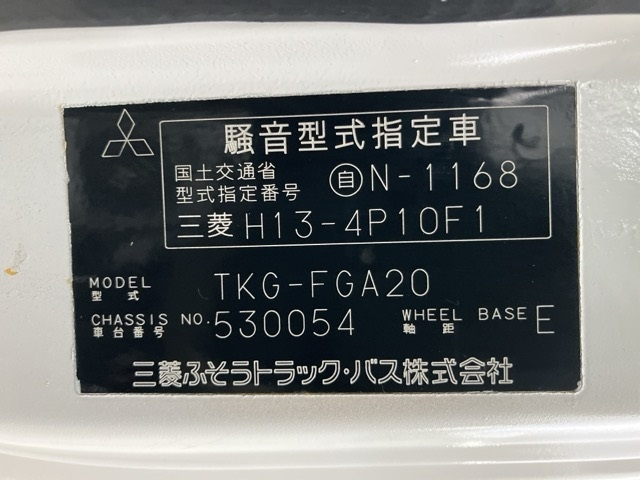 騒音型式指定車
国土交通省
型式指定番号 自N-1168
三菱 H13-4P10F1
MODEL 型式 TKG-FGA20
CHASSIS NO. 車台番号 530054 WHEEL BASE 軸距 E
三菱ふそうトラック・バス株式会社